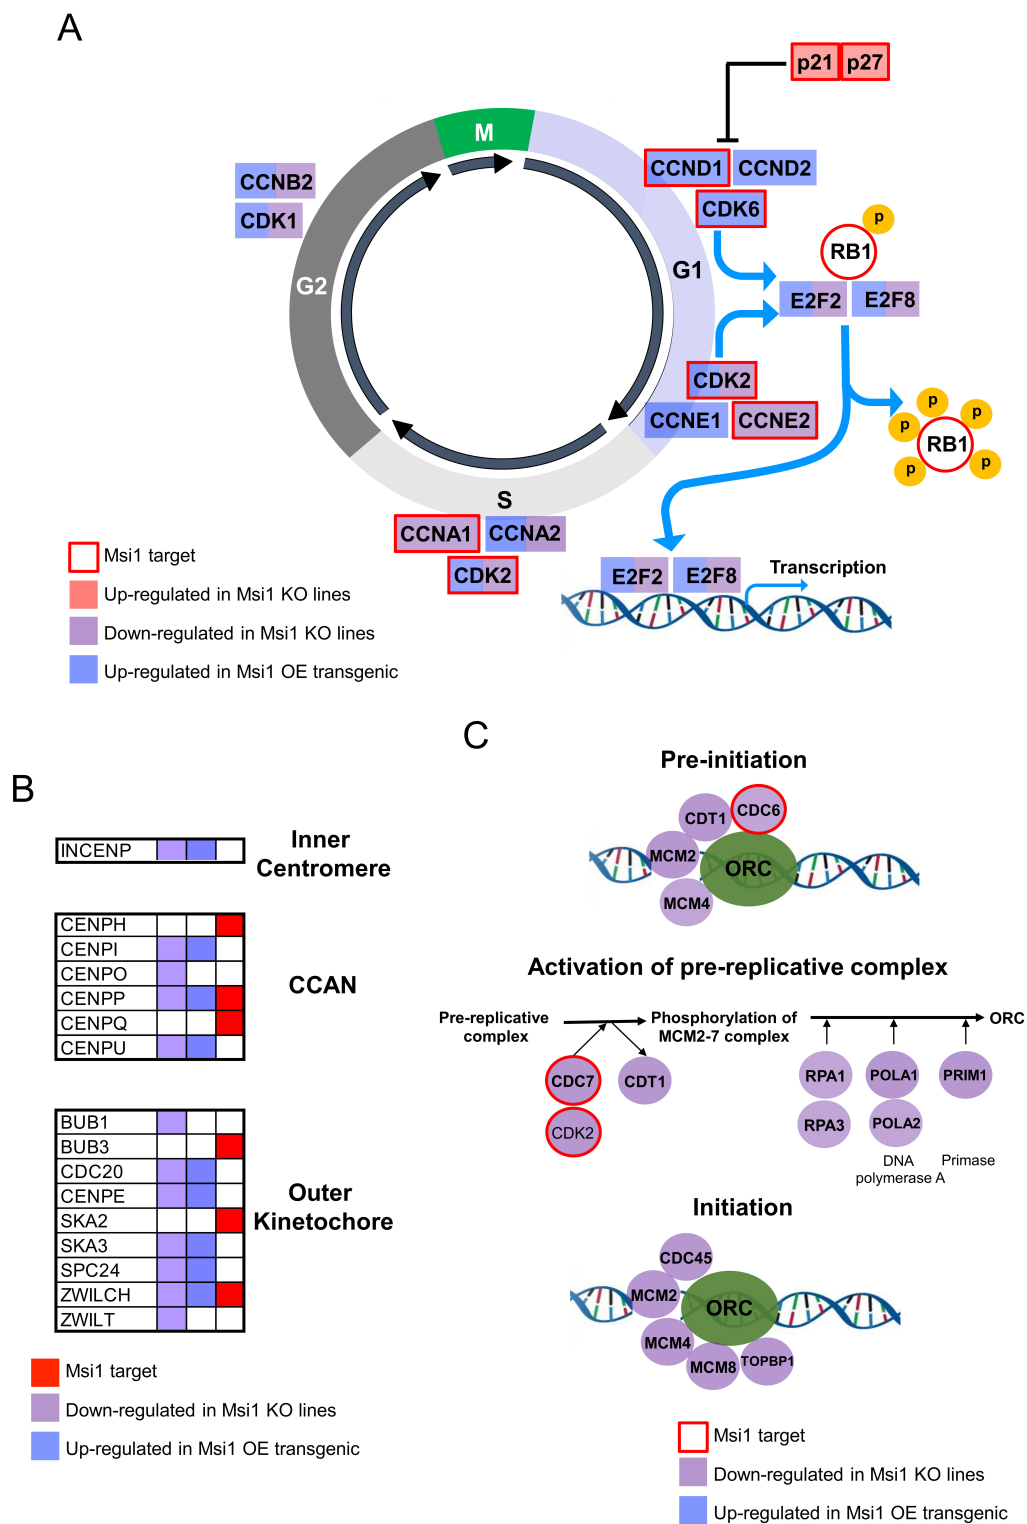 A
p21 p27
M
CCND1 CCND2
CDK6
CCNB2
CDK1
p
RB1
G1
G2
E2F2 E2F8
CDK2
CCNE1 CCNE2
p
p
p
RB1
p
p
S
CCNA1 CCNA2
CDK2
E2F2 E2F8
Transcription
Msi1 target
Up-regulated in Msi1 KO lines
Down-regulated in Msi1 KO lines
Up-regulated in Msi1 OE transgenic
B
INCENP
Inner
Centromere
CENPH
CENPI
CENPO
CENPP
CENPQ
CENPU
CCAN
BUB1
BUB3
CDC20
CENPE
SKA2
SKA3
SPC24
ZWILCH
ZWILT
Outer
Kinetochore
Msi1 target
Down-regulated in Msi1 KO lines
Up-regulated in Msi1 OE transgenic
C
Pre-initiation
CDC6
CDT1
MCM2
ORC
MCM4
Activation of pre-replicative complex
Pre-replicative
complex
Phosphorylation of
MCM2-7 complex
ORC
CDC7
CDT1
CDK2
RPA1
POLA1
PRIM1
RPA3
POLA2
DNA
polymerase A
Primase
Initiation
CDC45
MCM2
ORC
MCM4
MCM8
TOPBP1
Msi1 target
Down-regulated in Msi1 KO lines
Up-regulated in Msi1 OE transgenic